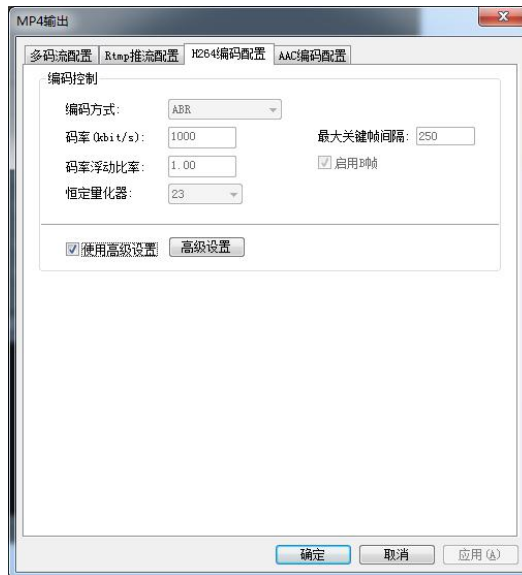 MP4输出
多码流配置 Rtmp推流配置 H264编码配置 AAC编码配置
编码控制
编码方式: ABR
码率(kbit/s): 1000 最大关键帧间隔: 250
码率浮动比率: 1.00 启用B帧
恒定量化器: 23
使用高级设置 高级设置
确定 取消 应用(A)